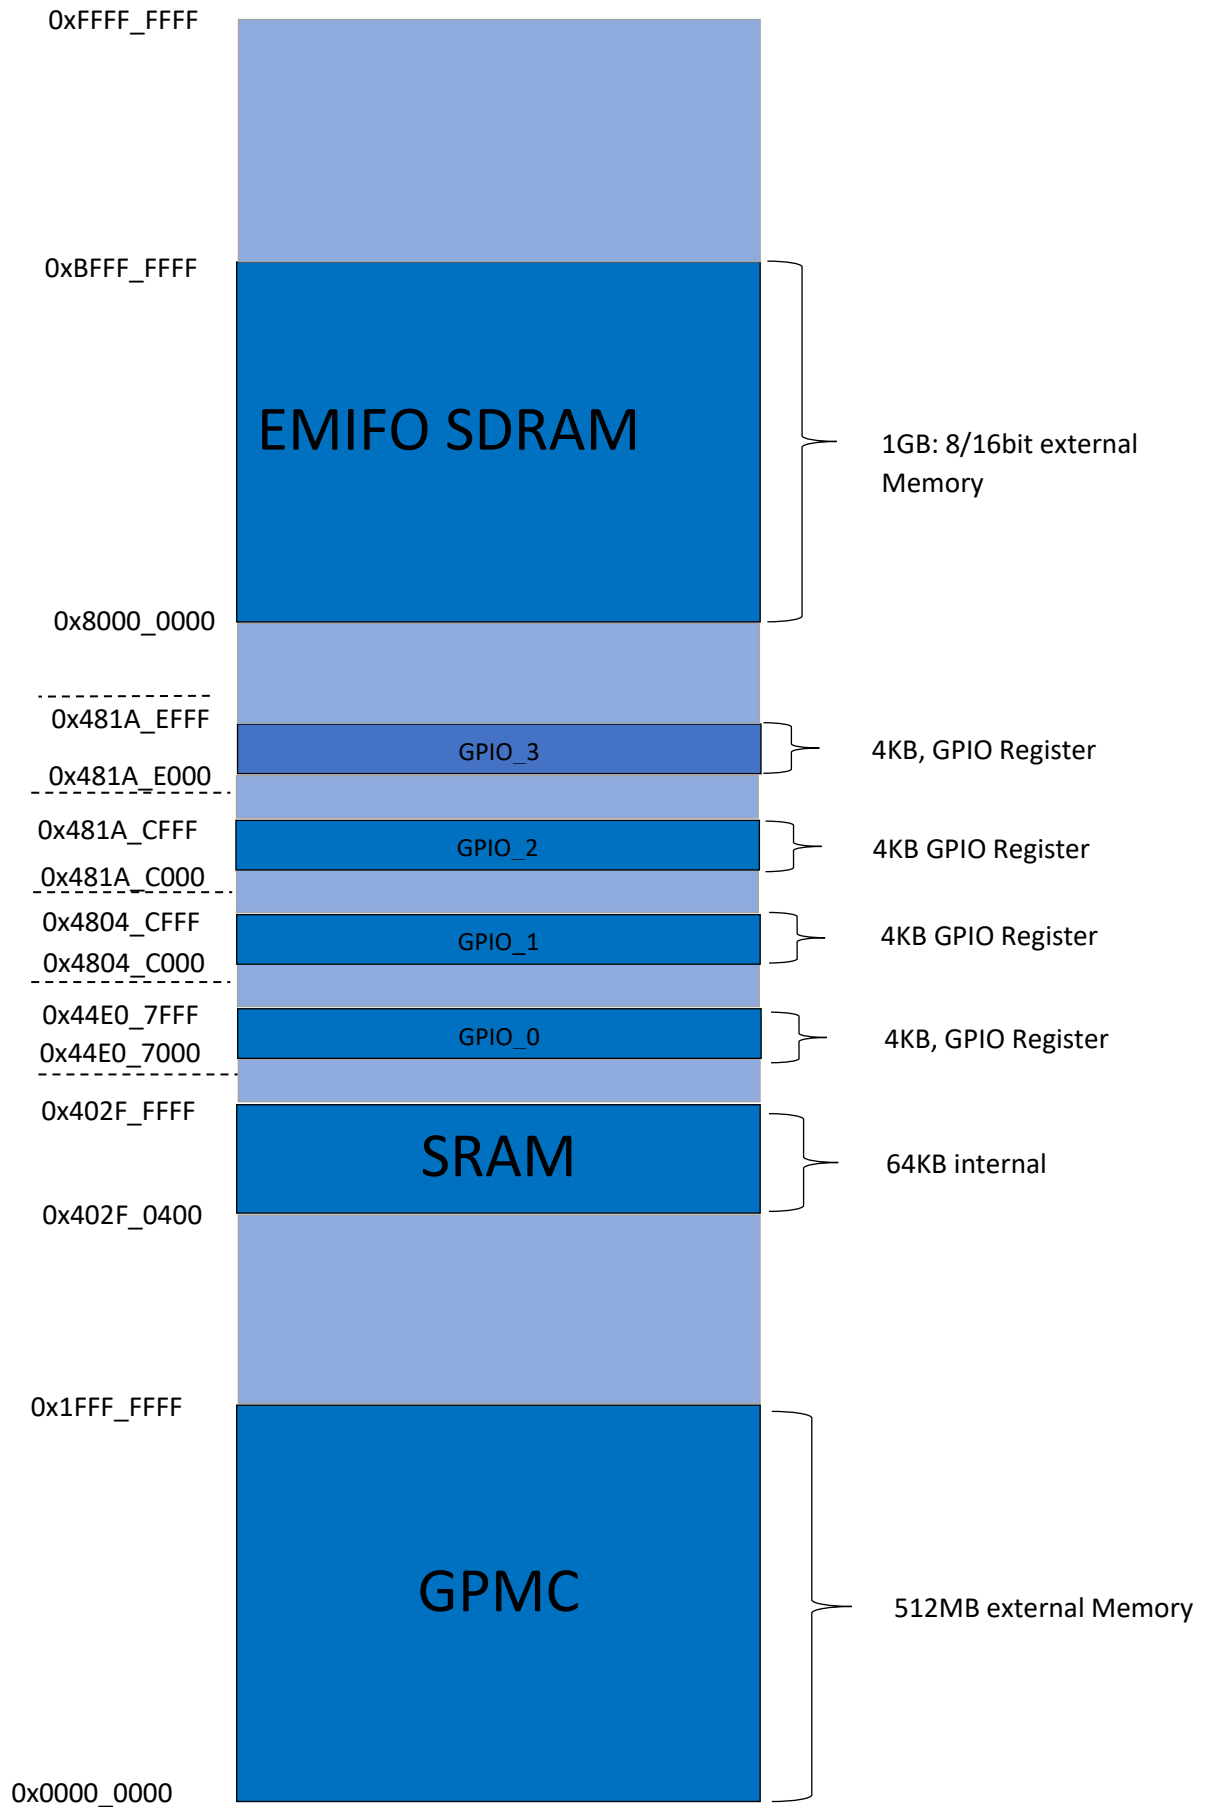 0xFFFF_FFFF
0xBFFF_FFFF
EMIFO SDRAM
1GB: 8/16bit external
Memory
0x8000_0000
0x481A_EFFF
GPIO_3
4KB, GPIO Register
0x481A_E000
0x481A_CFFF
GPIO_2
4KB GPIO Register
0x481A_C000
0x4804_CFFF
GPIO_1
4KB GPIO Register
0x4804_C000
0x44E0_7FFF
GPIO_0
4KB, GPIO Register
0x44E0_7000
0x402F_FFFF
SRAM
64KB internal
0x402F_0400
0x1FFF_FFFF
GPMC
512MB external Memory
0x0000_0000